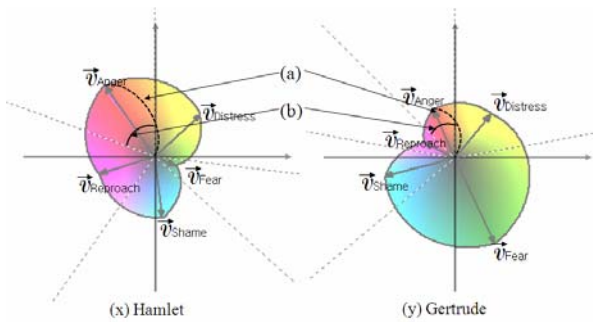 (a)
(b)
v⃗Anger
v⃗Distress
v⃗Reproach
v⃗Fear
v⃗Shame
(x) Hamlet
v⃗Anger
v⃗Distress
v⃗Reproach
v⃗Shame
v⃗Fear
(y) Gertrude